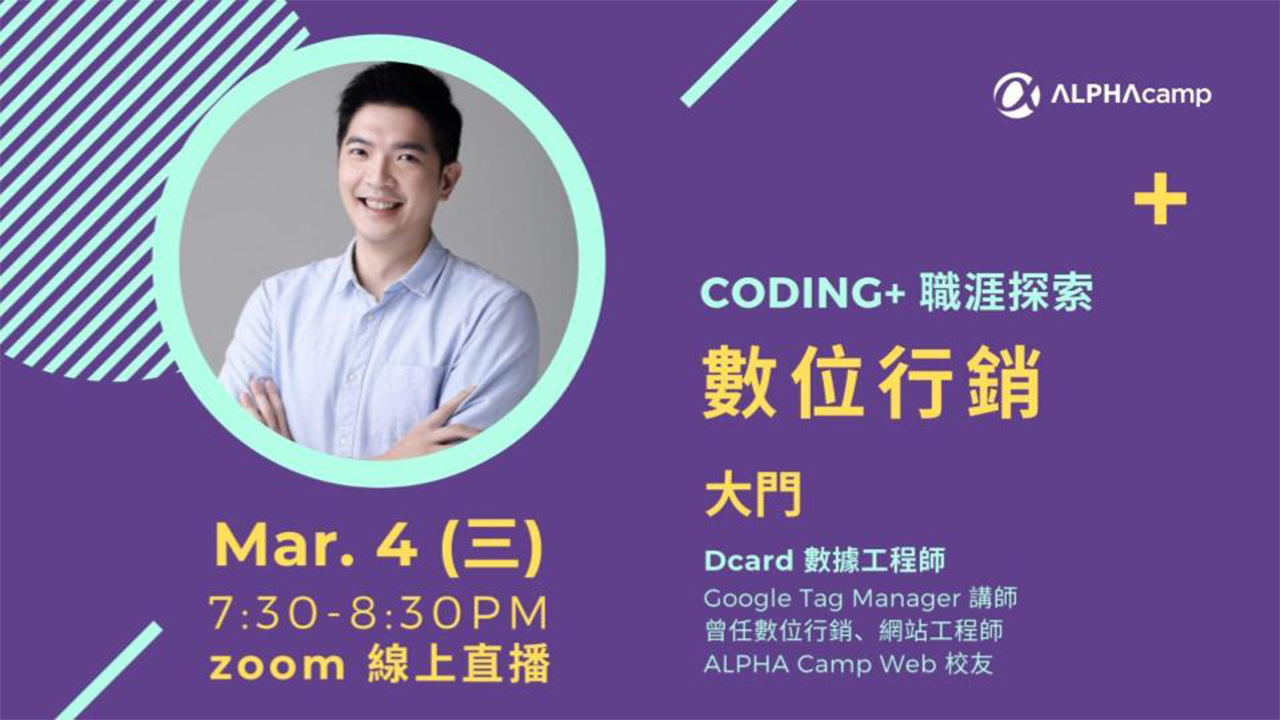 ALPHAcamp
CODING+ 職涯探索
數位行銷
大門
Dcard 數據工程師
Google Tag Manager 講師
曾任數位行銷、網站工程師
ALPHA Camp Web 校友
Mar. 4 (三)
7:30-8:30PM
zoom 線上直播